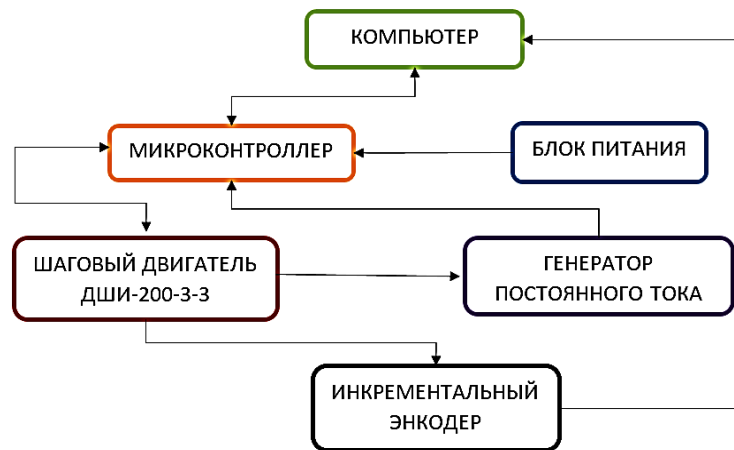 КОМПЬЮТЕР
МИКРОКОНТРОЛЛЕР
БЛОК ПИТАНИЯ
ШАГОВЫЙ ДВИГАТЕЛЬ
ДШИ-200-3-3
ГЕНЕРАТОР
ПОСТОЯННОГО ТОКА
ИНКРЕМЕНТАЛЬНЫЙ
ЭНКОДЕР